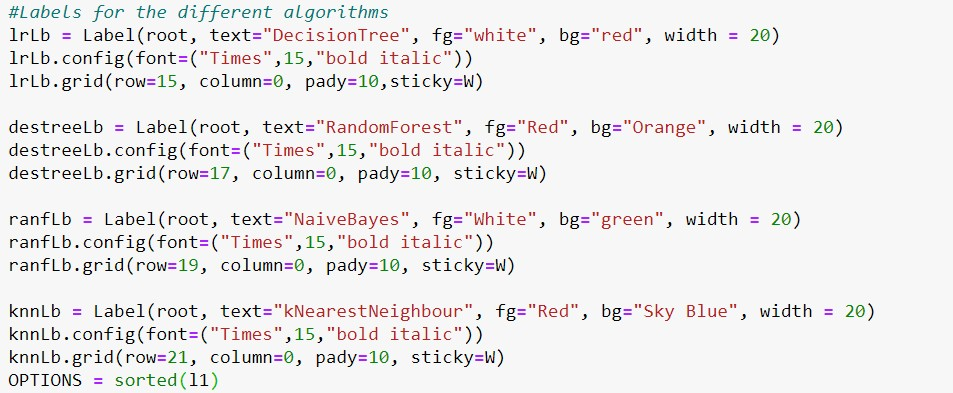 #Labels for the different algorithms
lrLb = Label(root, text="DecisionTree", fg="white", bg="red", width = 20)
lrLb.config(font=("Times",15,"bold italic"))
lrLb.grid(row=15, column=0, pady=10,sticky=W)
destreeLb = Label(root, text="RandomForest", fg="Red", bg="Orange", width = 20)
destreeLb.config(font=("Times",15,"bold italic"))
destreeLb.grid(row=17, column=0, pady=10, sticky=W)
ranfLb = Label(root, text="NaiveBayes", fg="White", bg="green", width = 20)
ranfLb.config(font=("Times",15,"bold italic"))
ranfLb.grid(row=19, column=0, pady=10, sticky=W)
knnLb = Label(root, text="kNearestNeighbour", fg="Red", bg="Sky Blue", width = 20)
knnLb.config(font=("Times",15,"bold italic"))
knnLb.grid(row=21, column=0, pady=10, sticky=W)
OPTIONS = sorted(l1)